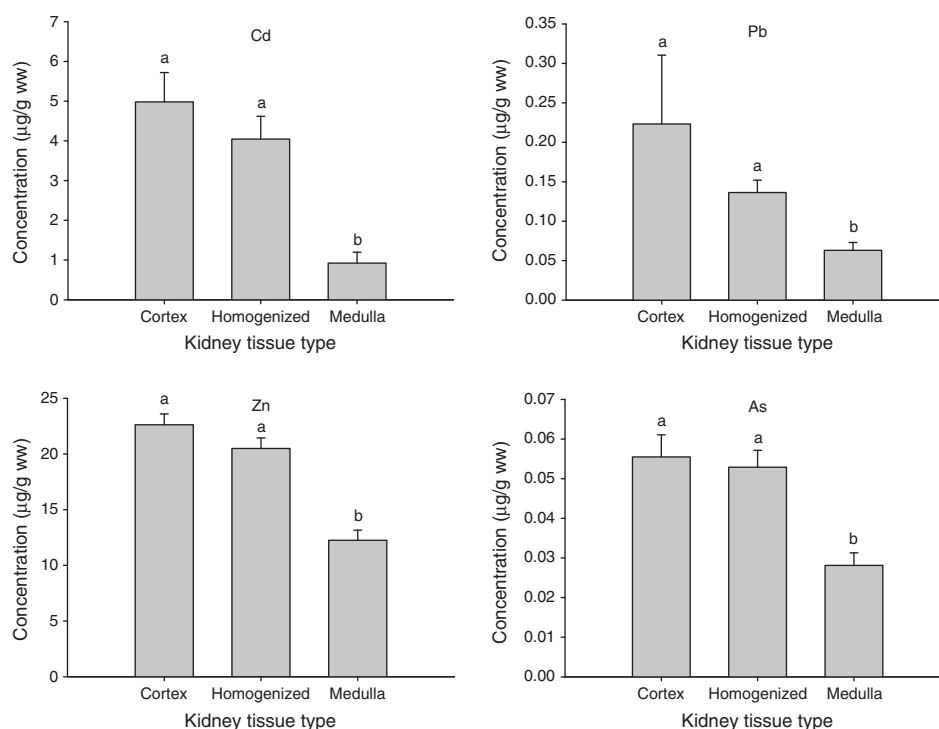 Cd
Concentration (µg/g ww)
7
6
5
4
3
2
1
0
a
a
b
Cortex Homogenized Medulla
Kidney tissue type
Pb
Concentration (µg/g ww)
0.35
0.30
0.25
0.20
0.15
0.10
0.05
0.00
a
a
b
Cortex Homogenized Medulla
Kidney tissue type
Zn
Concentration (µg/g ww)
25
20
15
10
5
0
a
a
b
Cortex Homogenized Medulla
Kidney tissue type
As
Concentration (µg/g ww)
0.07
0.06
0.05
0.04
0.03
0.02
0.01
0.00
a
a
b
Cortex Homogenized Medulla
Kidney tissue type